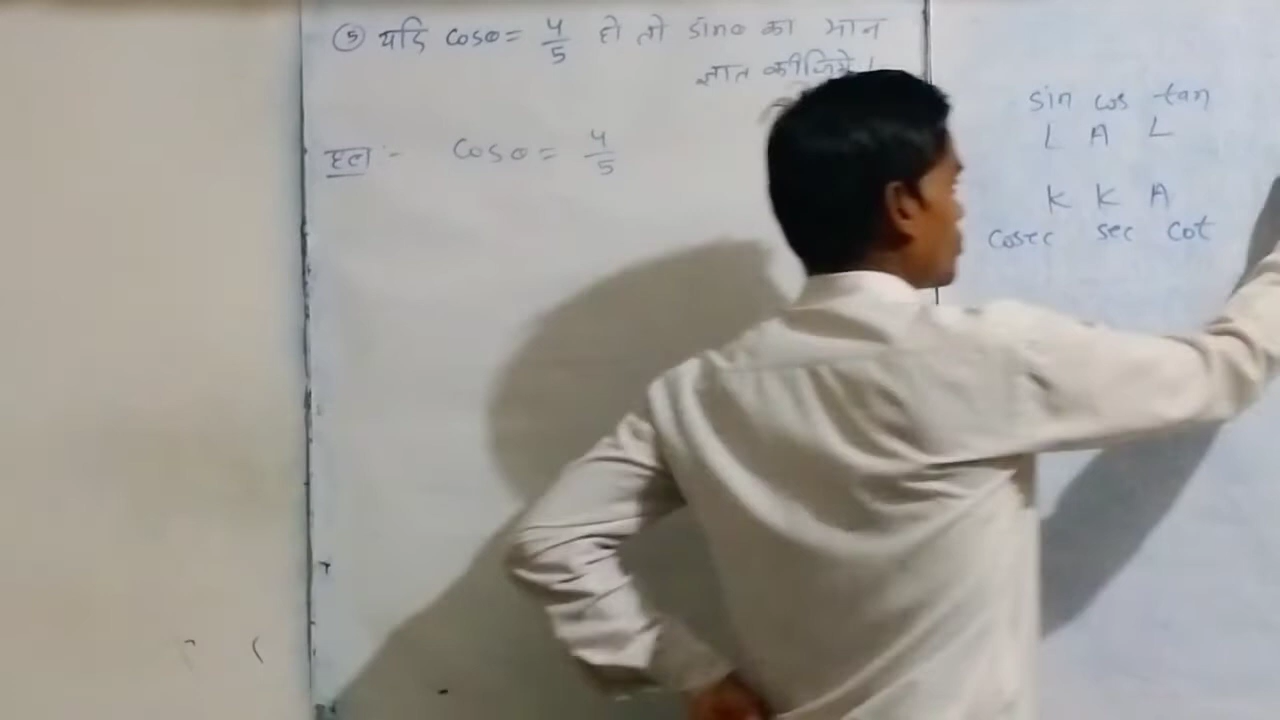 ⑤ यदि cosθ = 4/5 हो तो sinθ का मान
ज्ञात कीजिये।
हल :- cosθ = 4/5
sin cos tan
L A L
K K A
cosec sec cot